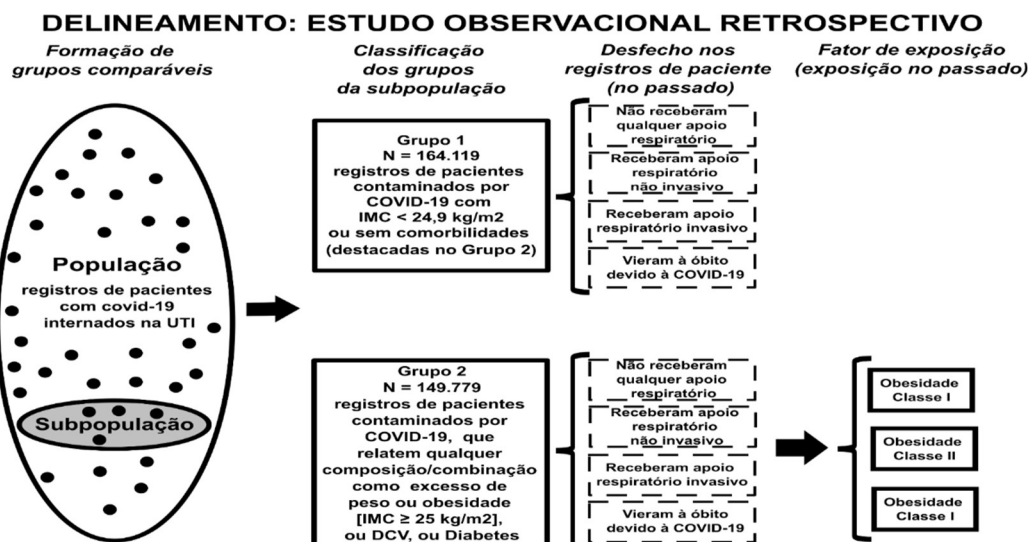 DELINEAMENTO: ESTUDO OBSERVACIONAL RETROSPECTIVO
Formação de
grupos comparáveis
Classificação
dos grupos
da subpopulação
Desfecho nos
registros de paciente
(no passado)
Fator de exposição
(exposição no passado)
População
registros de pacientes
com covid-19
internados na UTI
Subpopulação
Grupo 1
N = 164.119
registros de pacientes
contaminados por
COVID-19 com
IMC < 24,9 kg/m2
ou sem comorbilidades
(destacadas no Grupo 2)
Não receberam
qualquer apoio
respiratório
Receberam apoio
respiratório
não invasivo
Receberam apoio
respiratório invasivo
Vieram à óbito
devido à COVID-19
Grupo 2
N = 149.779
registros de pacientes
contaminados por
COVID-19, que
relatem qualquer
composição/combinação
como excesso de
peso ou obesidade
[IMC ≥ 25 kg/m2],
ou DCV, ou Diabetes
Não receberam
qualquer apoio
respiratório
Receberam apoio
respiratório
não invasivo
Receberam apoio
respiratório invasivo
Vieram à óbito
devido à COVID-19
Obesidade
Classe I
Obesidade
Classe II
Obesidade
Classe I